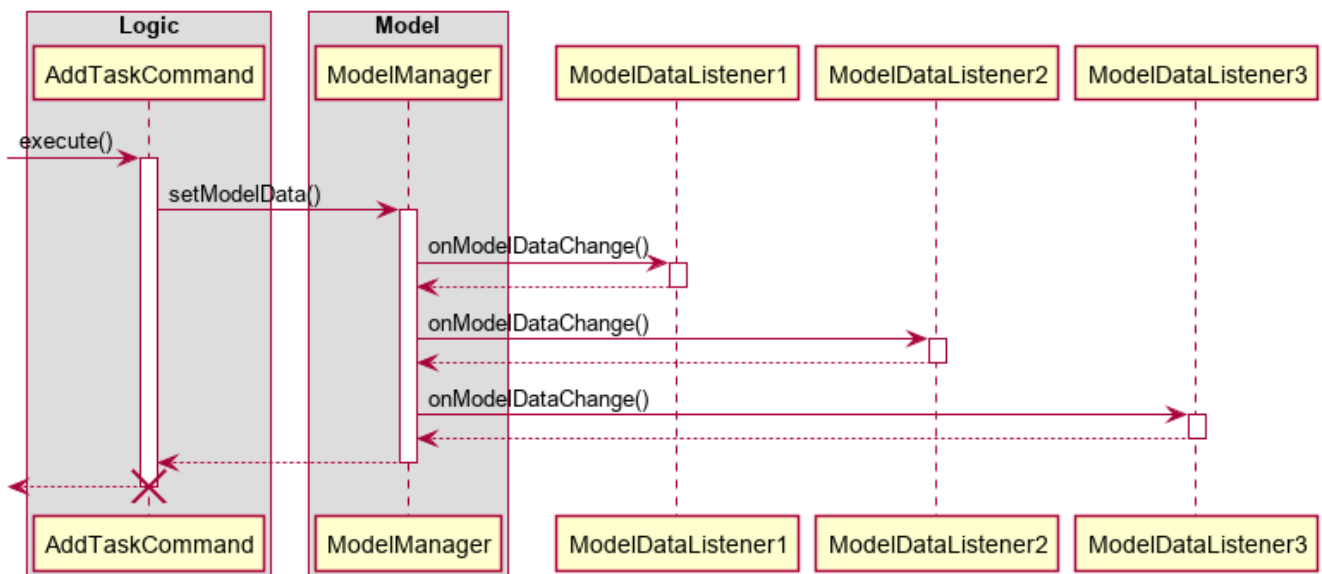 Logic Model
AddTaskCommand ModelManager ModelDataListener1 ModelDataListener2 ModelDataListener3
execute()
setModelData()
onModelDataChange()
onModelDataChange()
onModelDataChange()
AddTaskCommand ModelManager ModelDataListener1 ModelDataListener2 ModelDataListener3